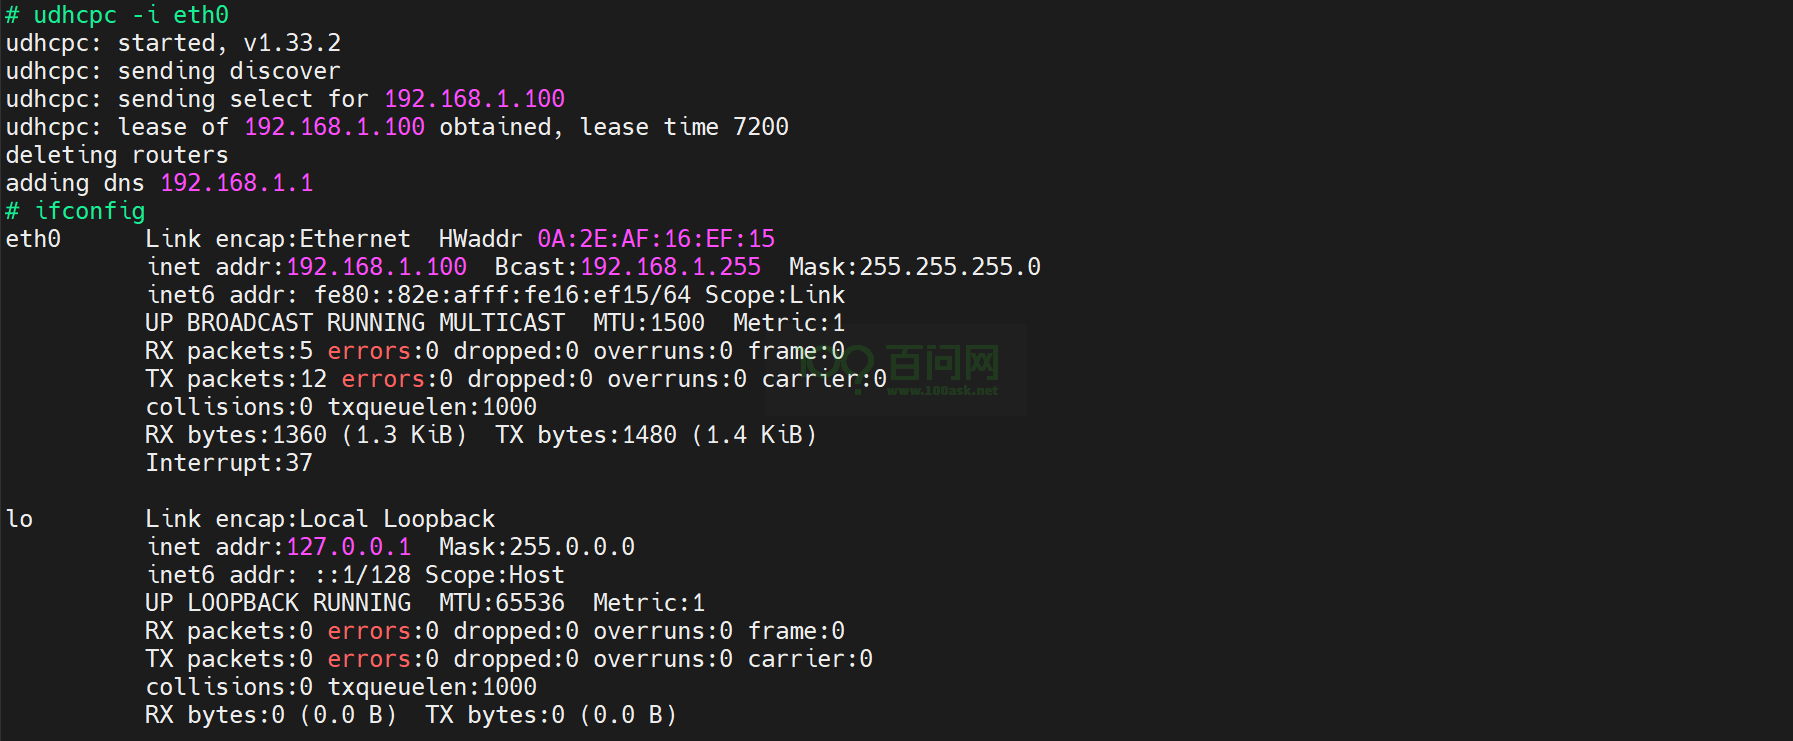 # udhcpc -i eth0
udhcpc: started, v1.33.2
udhcpc: sending discover
udhcpc: sending select for 192.168.1.100
udhcpc: lease of 192.168.1.100 obtained, lease time 7200
deleting routers
adding dns 192.168.1.1
# ifconfig
eth0      Link encap:Ethernet  HWaddr 0A:2E:AF:16:EF:15
          inet addr:192.168.1.100  Bcast:192.168.1.255  Mask:255.255.255.0
          inet6 addr: fe80::82e:afff:fe16:ef15/64 Scope:Link
          UP BROADCAST RUNNING MULTICAST  MTU:1500  Metric:1
          RX packets:5 errors:0 dropped:0 overruns:0 frame:0
          TX packets:12 errors:0 dropped:0 overruns:0 carrier:0
          collisions:0 txqueuelen:1000
          RX bytes:1360 (1.3 KiB)  TX bytes:1480 (1.4 KiB)
          Interrupt:37

lo        Link encap:Local Loopback
          inet addr:127.0.0.1  Mask:255.0.0.0
          inet6 addr: ::1/128 Scope:Host
          UP LOOPBACK RUNNING  MTU:65536  Metric:1
          RX packets:0 errors:0 dropped:0 overruns:0 frame:0
          TX packets:0 errors:0 dropped:0 overruns:0 carrier:0
          collisions:0 txqueuelen:1000
          RX bytes:0 (0.0 B)  TX bytes:0 (0.0 B)
百问网
www.100ask.net